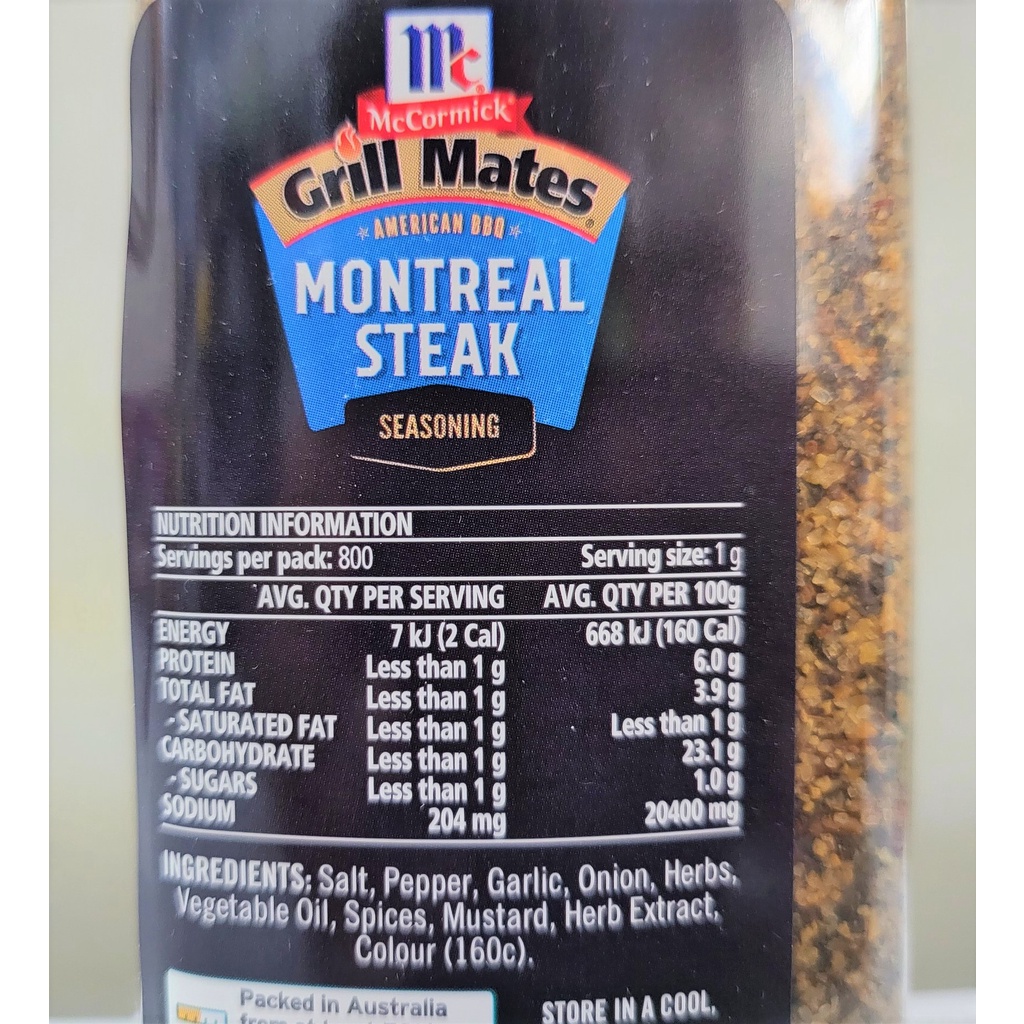 Mc
McCormick®
Grill Mates®
AMERICAN BBQ
MONTREAL
STEAK
SEASONING
NUTRITION INFORMATION
Servings per pack: 800 Serving size: 1 g
AVG. QTY PER SERVING AVG. QTY PER 100g
ENERGY 7 kJ (2 Cal) 668 kJ (160 Cal)
PROTEIN Less than 1 g 6.0 g
TOTAL FAT Less than 1 g 3.9 g
- SATURATED FAT Less than 1 g Less than 1 g
CARBOHYDRATE Less than 1 g 23.1 g
- SUGARS Less than 1 g 1.0 g
SODIUM 204 mg 20400 mg
INGREDIENTS: Salt, Pepper, Garlic, Onion, Herbs,
Vegetable Oil, Spices, Mustard, Herb Extract,
Colour (160c).
Packed in Australia
STORE IN A COOL,